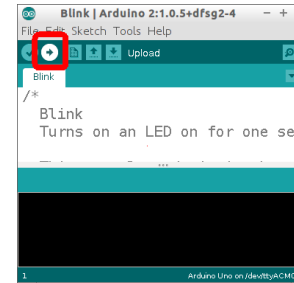 Blink | Arduino 2:1.0.5+dfsg2-4
File Edit Sketch Tools Help
Upload
Blink
/*
Blink
Turns on an LED on for one se
1
Arduino Uno on /dev/ttyACM0